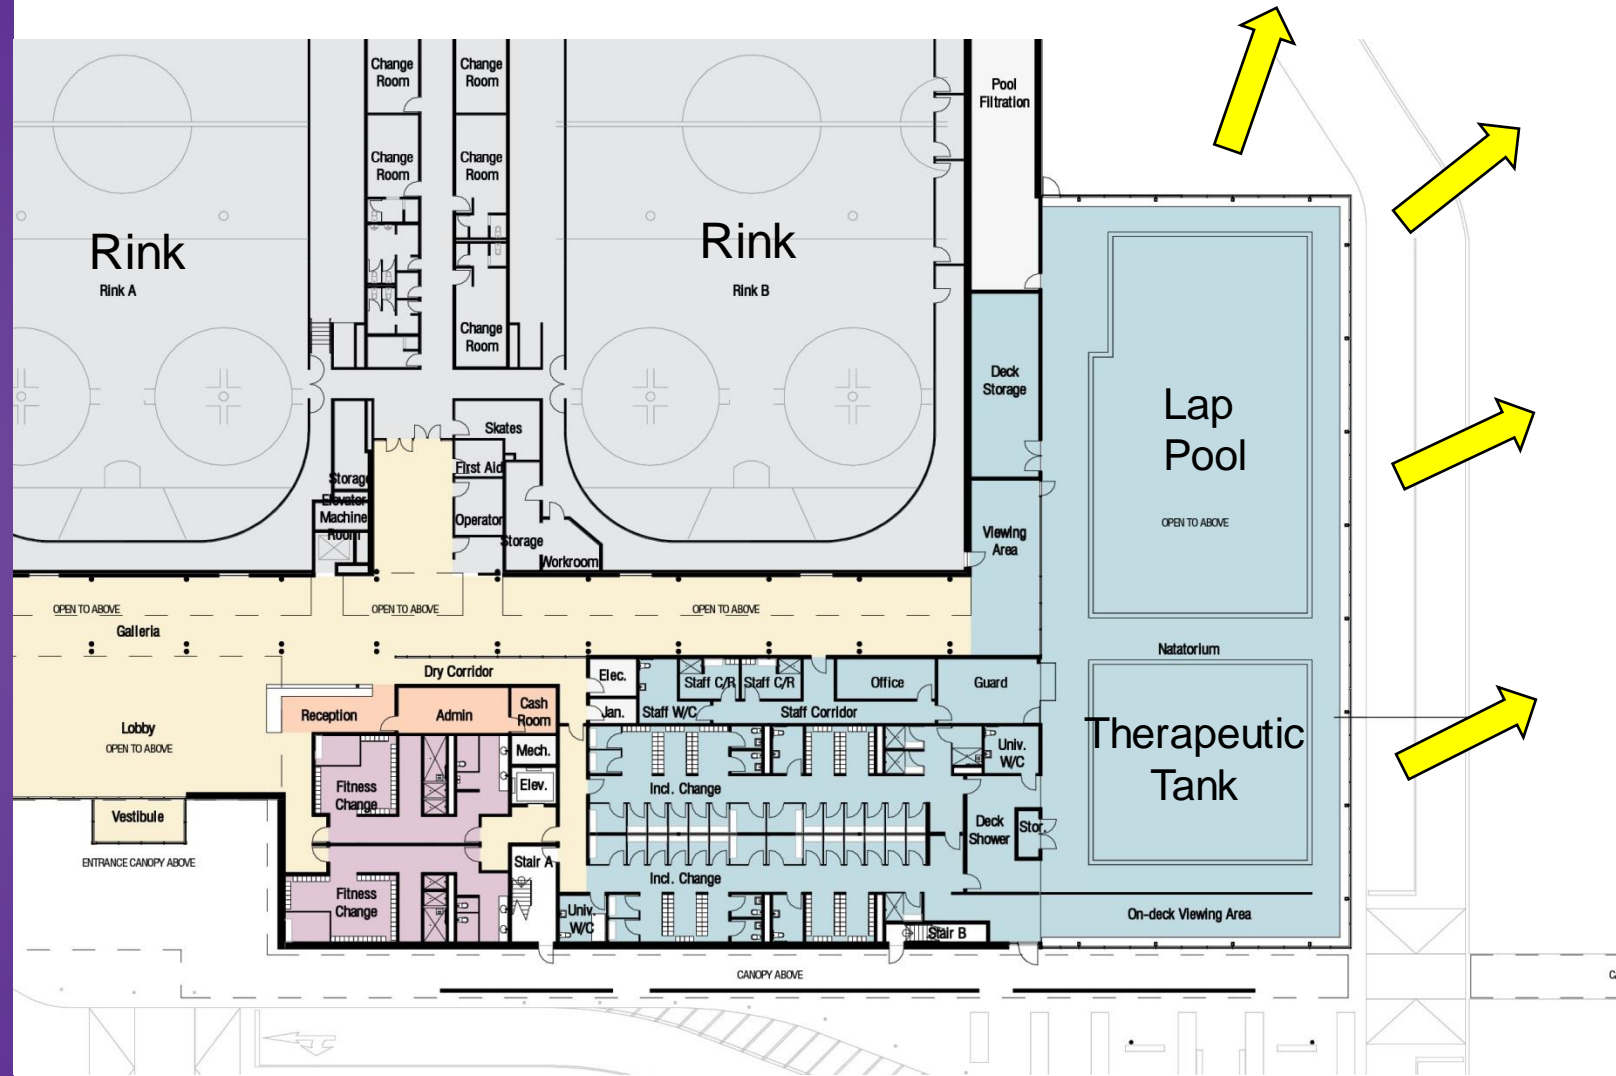 Change
Room
Change
Room
Pool
Filtration
Change
Room
Change
Room
Rink
Rink A
Rink
Rink B
Change
Room
Deck
Storage
Lap
Pool
OPEN TO ABOVE
Skates
First Aid
Storage
Elevator
Machine
Room
Operator
Storage
Workroom
Viewing
Area
OPEN TO ABOVE
OPEN TO ABOVE
OPEN TO ABOVE
Galleria
Natatorium
Dry Corridor
Elec.
Staff C/R
Staff C/R
Office
Guard
Reception
Admin
Cash
Room
Jan.
Staff W/C
Staff Corridor
Lobby
OPEN TO ABOVE
Mech.
Univ.
W/C
Therapeutic
Tank
Fitness
Change
Elev.
Incl. Change
Vestibule
Deck
Shower
Stor.
ENTRANCE CANOPY ABOVE
Stair A
Incl. Change
Fitness
Change
Univ.
W/C
Stair B
On-deck Viewing Area
CANOPY ABOVE